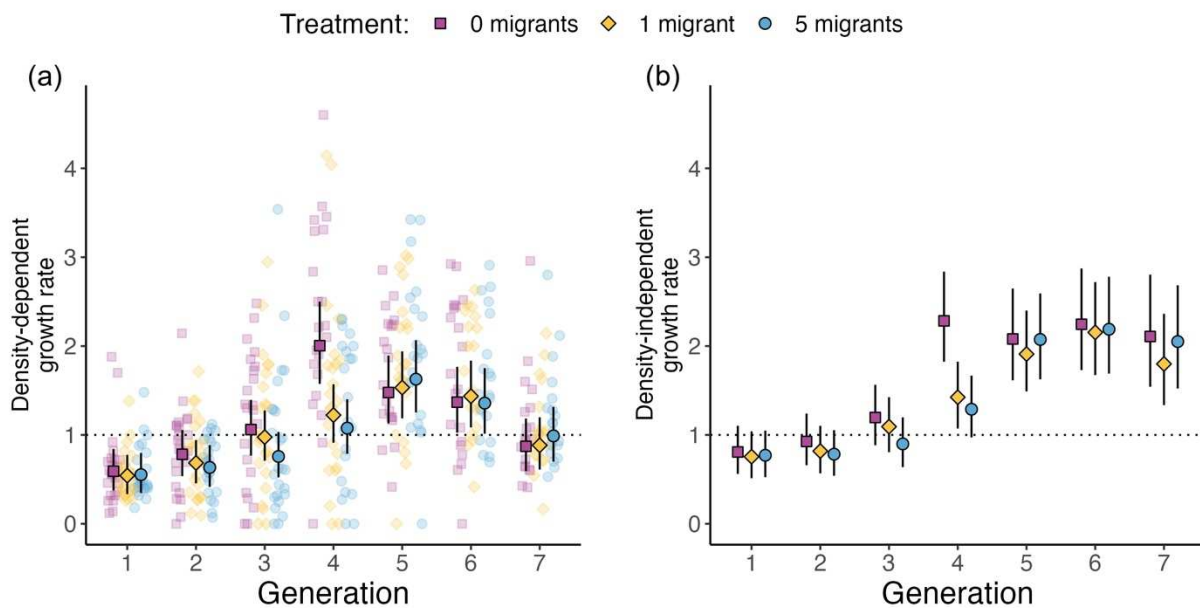 Treatment: 0 migrants 1 migrant 5 migrants
(a)
Density-dependent
growth rate
4
3
2
1
0
1 2 3 4 5 6 7
Generation
(b)
Density-independent
growth rate
4
3
2
1
0
1 2 3 4 5 6 7
Generation